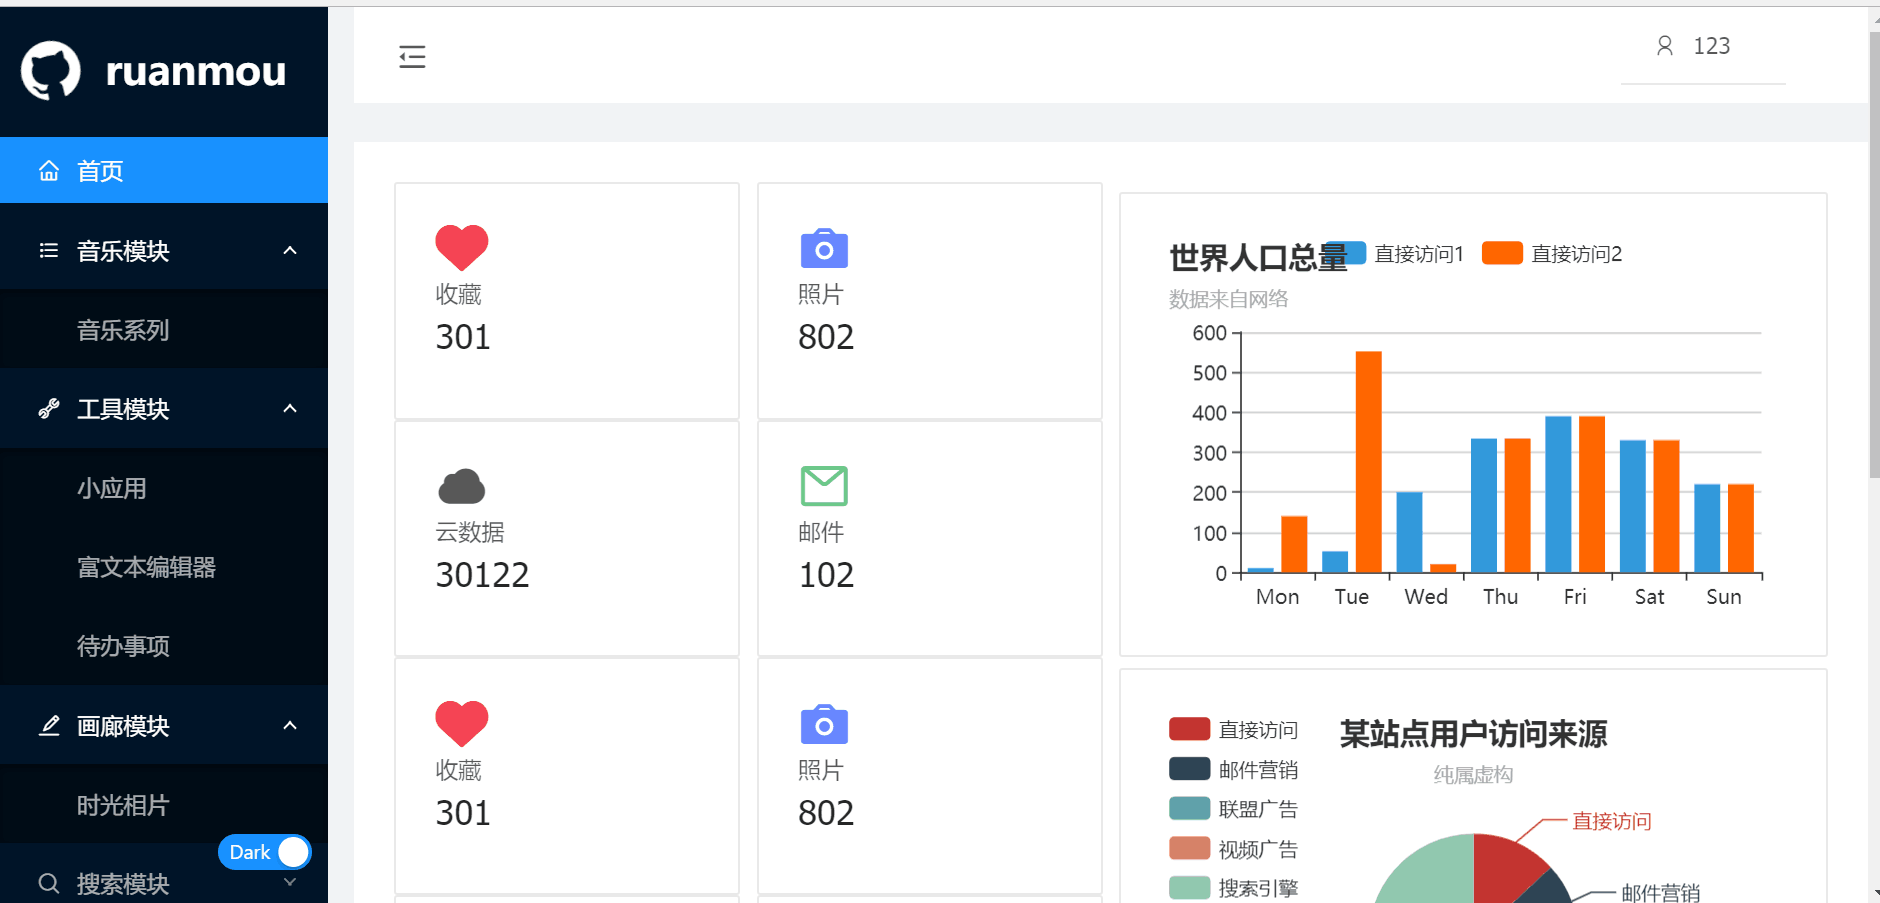 ruanmou
首页
音乐模块
音乐系列
工具模块
小应用
富文本编辑器
待办事项
画廊模块
时光相片
Dark
搜索模块
123
收藏
301
照片
802
云数据
30122
邮件
102
收藏
301
照片
802
世界人口总量
直接访问1
直接访问2
数据来自网络
600
500
400
300
200
100
0
Mon Tue Wed Thu Fri Sat Sun
某站点用户访问来源
纯属虚构
直接访问
邮件营销
联盟广告
视频广告
搜索引擎
直接访问
邮件营销